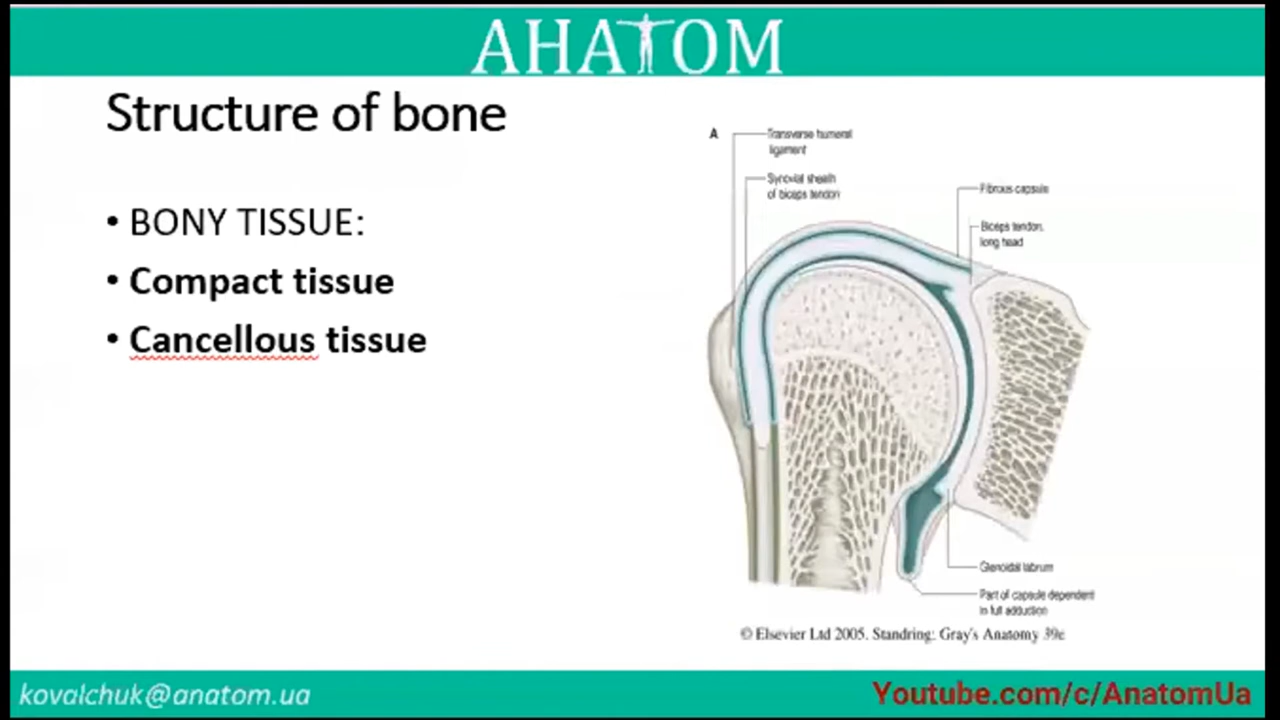 АНАТОМ
Structure of bone
• BONY TISSUE:
• Compact tissue
• Cancellous tissue
A
Transverse humeral
ligament
Synovial sheath
of biceps tendon
Fibrous capsule
Biceps tendon,
long head
Glenoidal labrum
Part of capsule dependent
in full adduction
© Elsevier Ltd 2005. Standring: Gray's Anatomy 39e
kovalchuk@anatom.ua
Youtube.com/c/AnatomUa